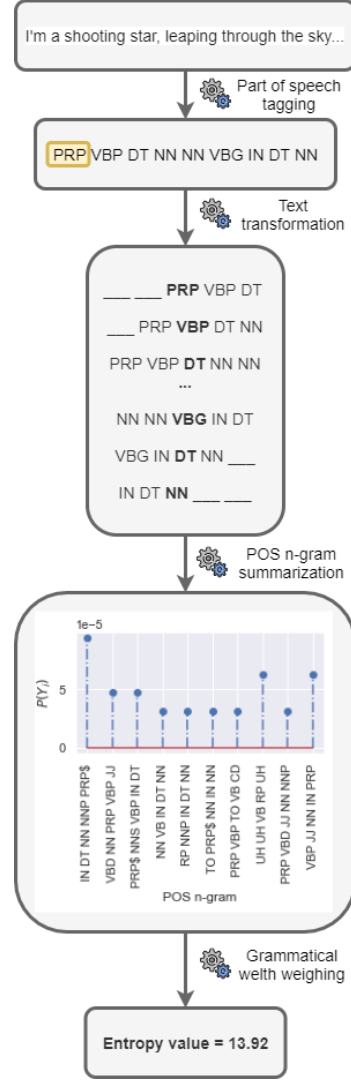 I'm a shooting star, leaping through the sky...
Part of speech
tagging
PRP VBP DT NN NN VBG IN DT NN
Text
transformation
___ ___ PRP VBP DT
___ PRP VBP DT NN
PRP VBP DT NN NN
...
NN NN VBG IN DT
VBG IN DT NN ___
IN DT NN ___ ___
POS n-gram
summarization
1e−5
P(Yᵢ)
5
0
IN DT NN NNP PRP$
VBD NN PRP VBP JJ
PRP$ NNS VBP IN DT
NN VB IN DT NN
RP NNP IN DT NN
TO PRP$ NN IN NN
PRP VBP TO VB CD
UH UH VB RP UH
PRP VBD JJ NN NNP
VBP JJ NN IN PRP
POS n-gram
Grammatical
welth weighing
Entropy value = 13.92